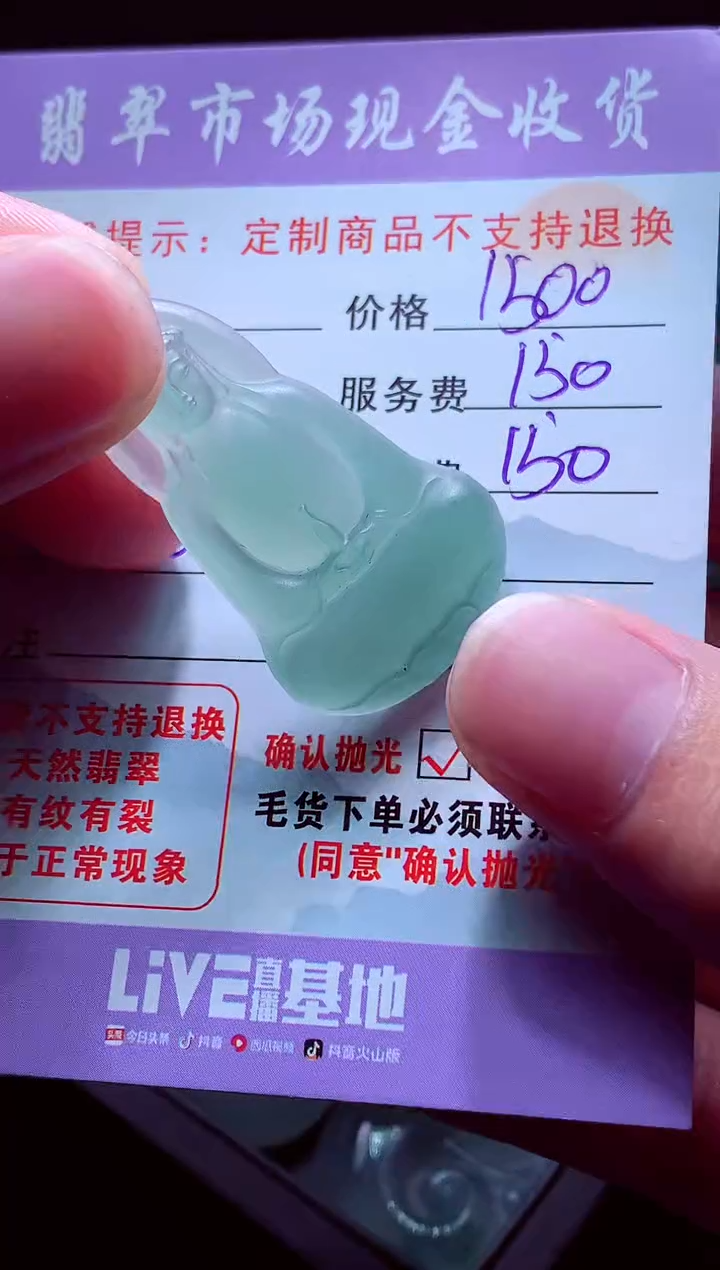 翡翠市场现金收货
提示：定制商品不支持退换
价格 1500
服务费 150
150
不支持退换
天然翡翠
有纹有裂
于正常现象
确认抛光 ☑
毛货下单必须联系
(同意"确认抛光
LiVE直播基地
头条 今日头条 抖音 西瓜视频 抖音火山版